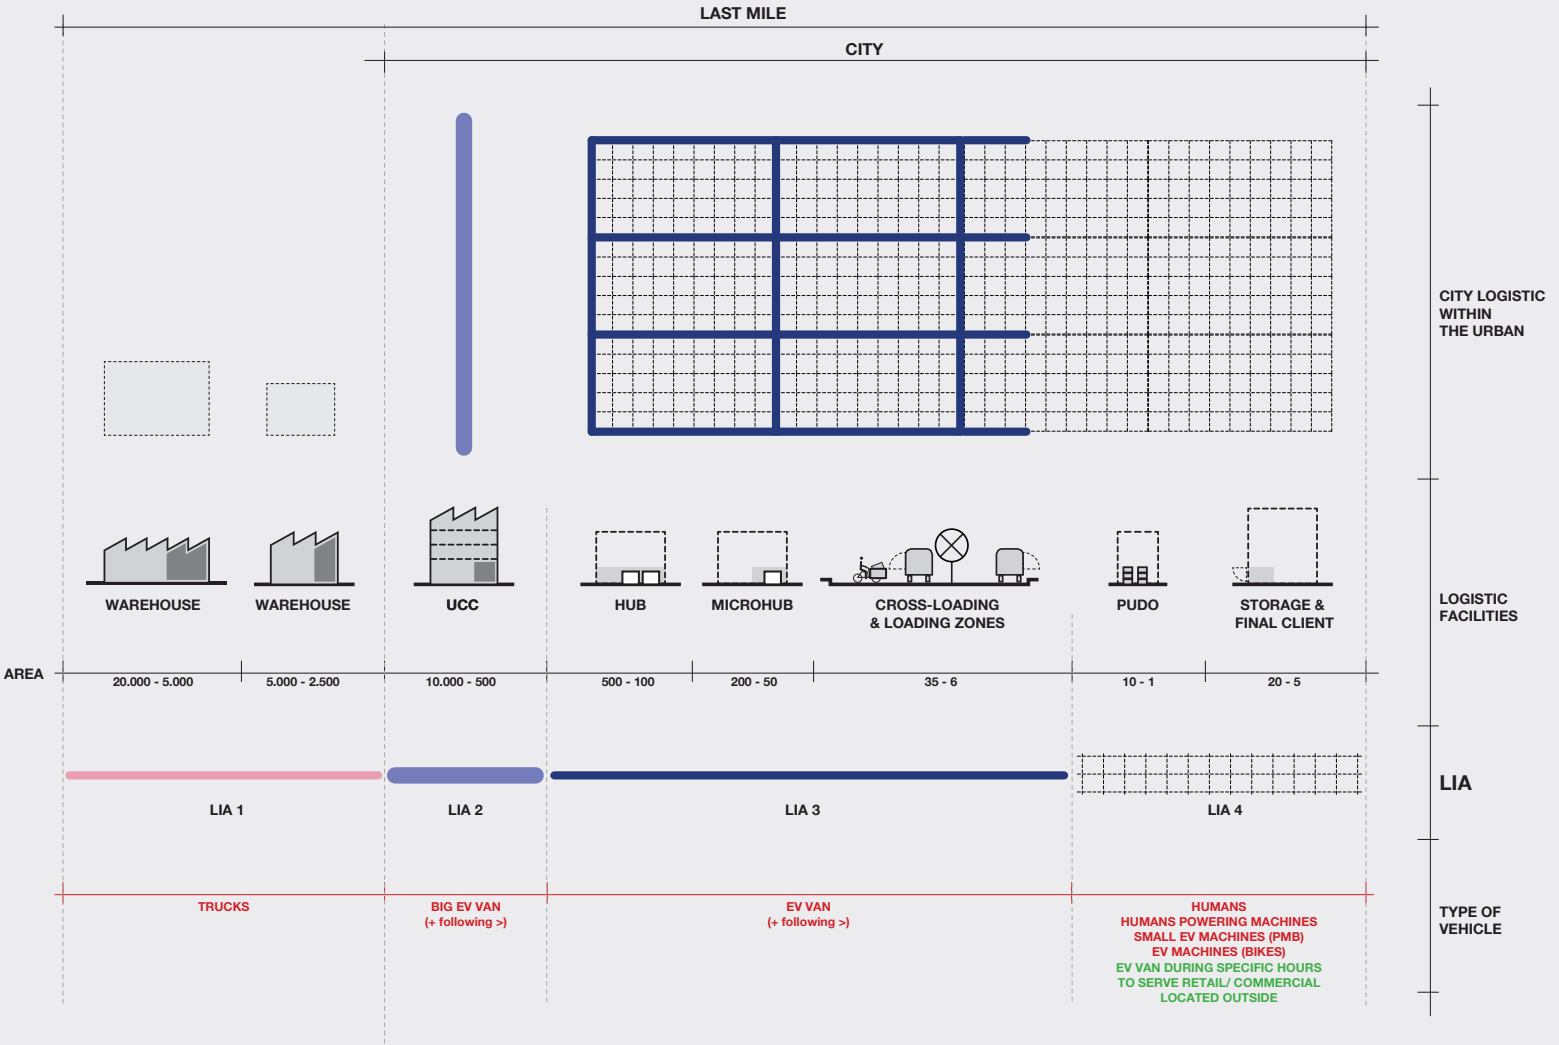 LAST MILE
CITY
CITY LOGISTIC
WITHIN
THE URBAN
WAREHOUSE
WAREHOUSE
UCC
HUB
MICROHUB
CROSS-LOADING
& LOADING ZONES
PUDO
STORAGE &
FINAL CLIENT
LOGISTIC
FACILITIES
AREA
20.000 - 5.000
5.000 - 2.500
10.000 - 500
500 - 100
200 - 50
35 - 6
10 - 1
20 - 5
LIA 1
LIA 2
LIA 3
LIA 4
LIA
TRUCKS
BIG EV VAN
(+ following >)
EV VAN
(+ following >)
HUMANS
HUMANS POWERING MACHINES
SMALL EV MACHINES (PMB)
EV MACHINES (BIKES)
EV VAN DURING SPECIFIC HOURS
TO SERVE RETAIL/ COMMERCIAL
LOCATED OUTSIDE
TYPE OF
VEHICLE